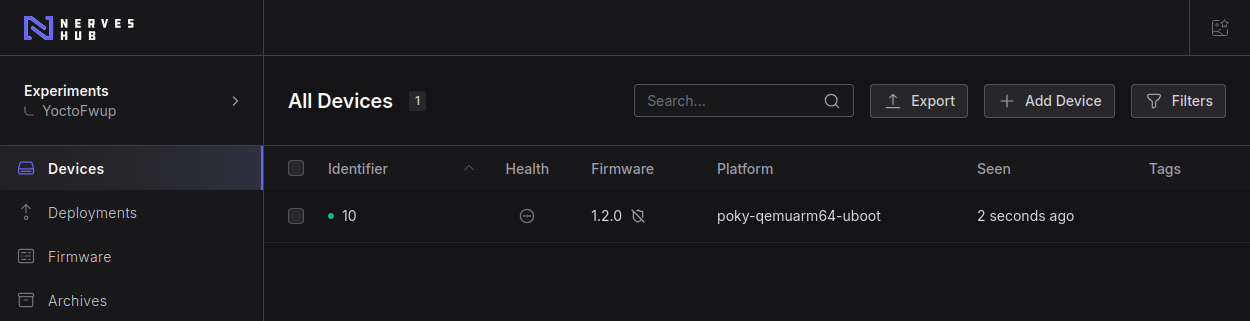 NERVES
HUB
Experiments
YoctoFwup
All Devices 1
Search...
Export
Add Device
Filters
Devices
Deployments
Firmware
Archives
Identifier Health Firmware Platform Seen Tags
10 1.2.0 poky-qemuarm64-uboot 2 seconds ago